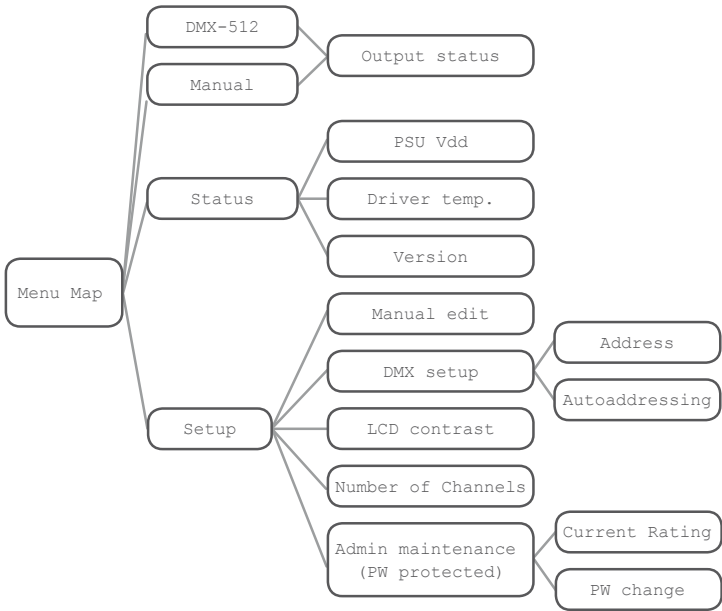 Menu Map
DMX-512
Manual
Output status
Status
PSU Vdd
Driver temp.
Version
Setup
Manual edit
DMX setup
Address
Autoaddressing
LCD contrast
Number of Channels
Admin maintenance
(PW protected)
Current Rating
PW change